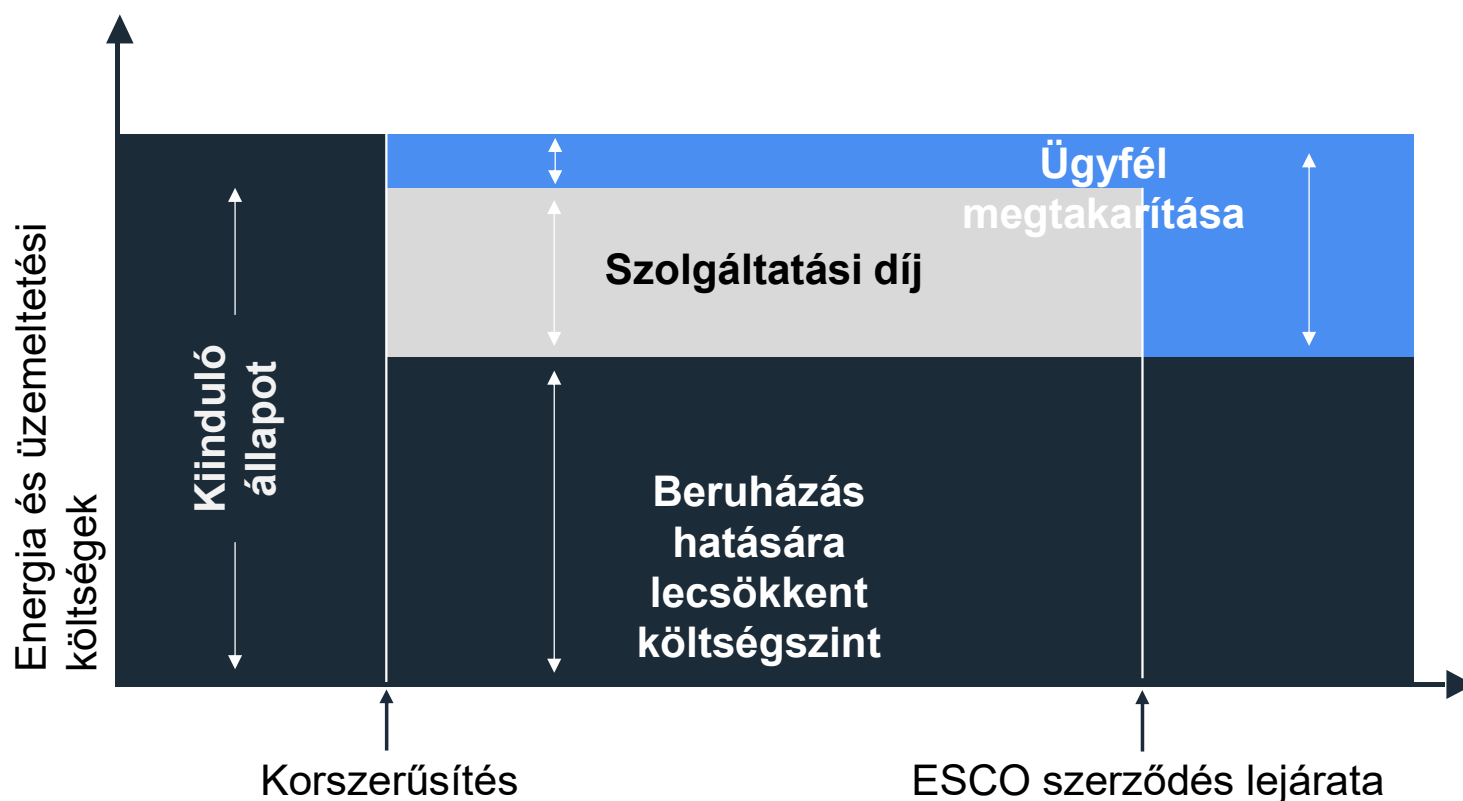 Energia és üzemeltetési
költségek
Kiinduló
állapot
Ügyfél
megtakarítása
Szolgáltatási díj
Beruházás
hatására
lecsökkent
költségszint
Korszerűsítés
ESCO szerződés lejárata